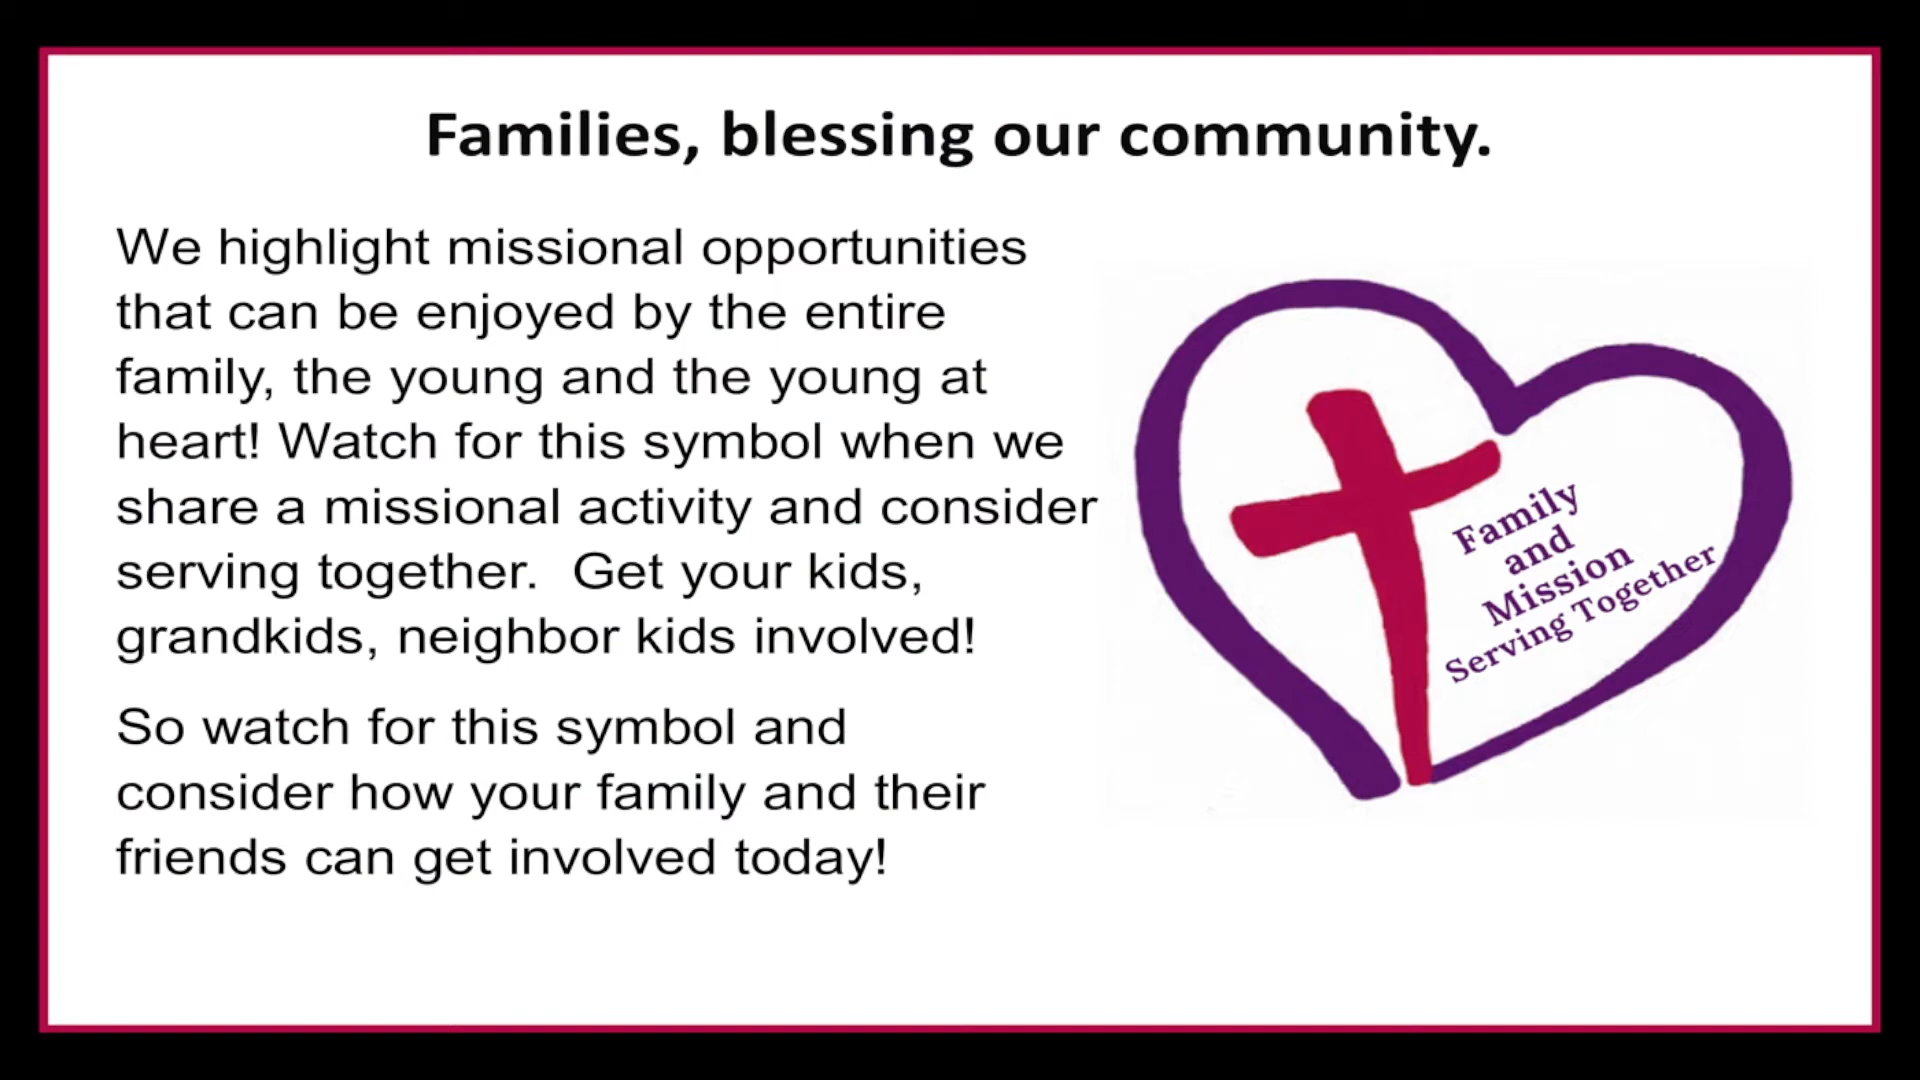 Families, blessing our community.
We highlight missional opportunities
that can be enjoyed by the entire
family, the young and the young at
heart! Watch for this symbol when we
share a missional activity and consider
serving together.  Get your kids,
grandkids, neighbor kids involved!
So watch for this symbol and
consider how your family and their
friends can get involved today!
Family
and
Mission
Serving Together